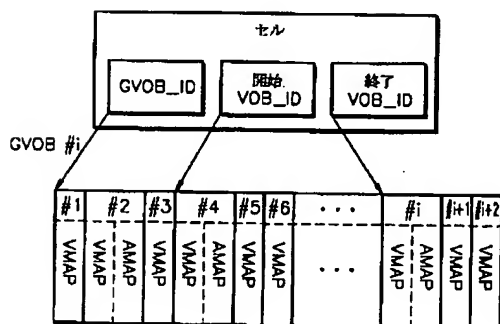 セル
GVOB_ID
開始
VOB_ID
終了
VOB_ID
GVOB #i
#1 #2 #3 #4 #5 #6 ・・・ #i #i+1 #i+2
VMAP VMAP AMAP VMAP VMAP AMAP VMAP VMAP ・・・ VMAP AMAP VMAP VMAP